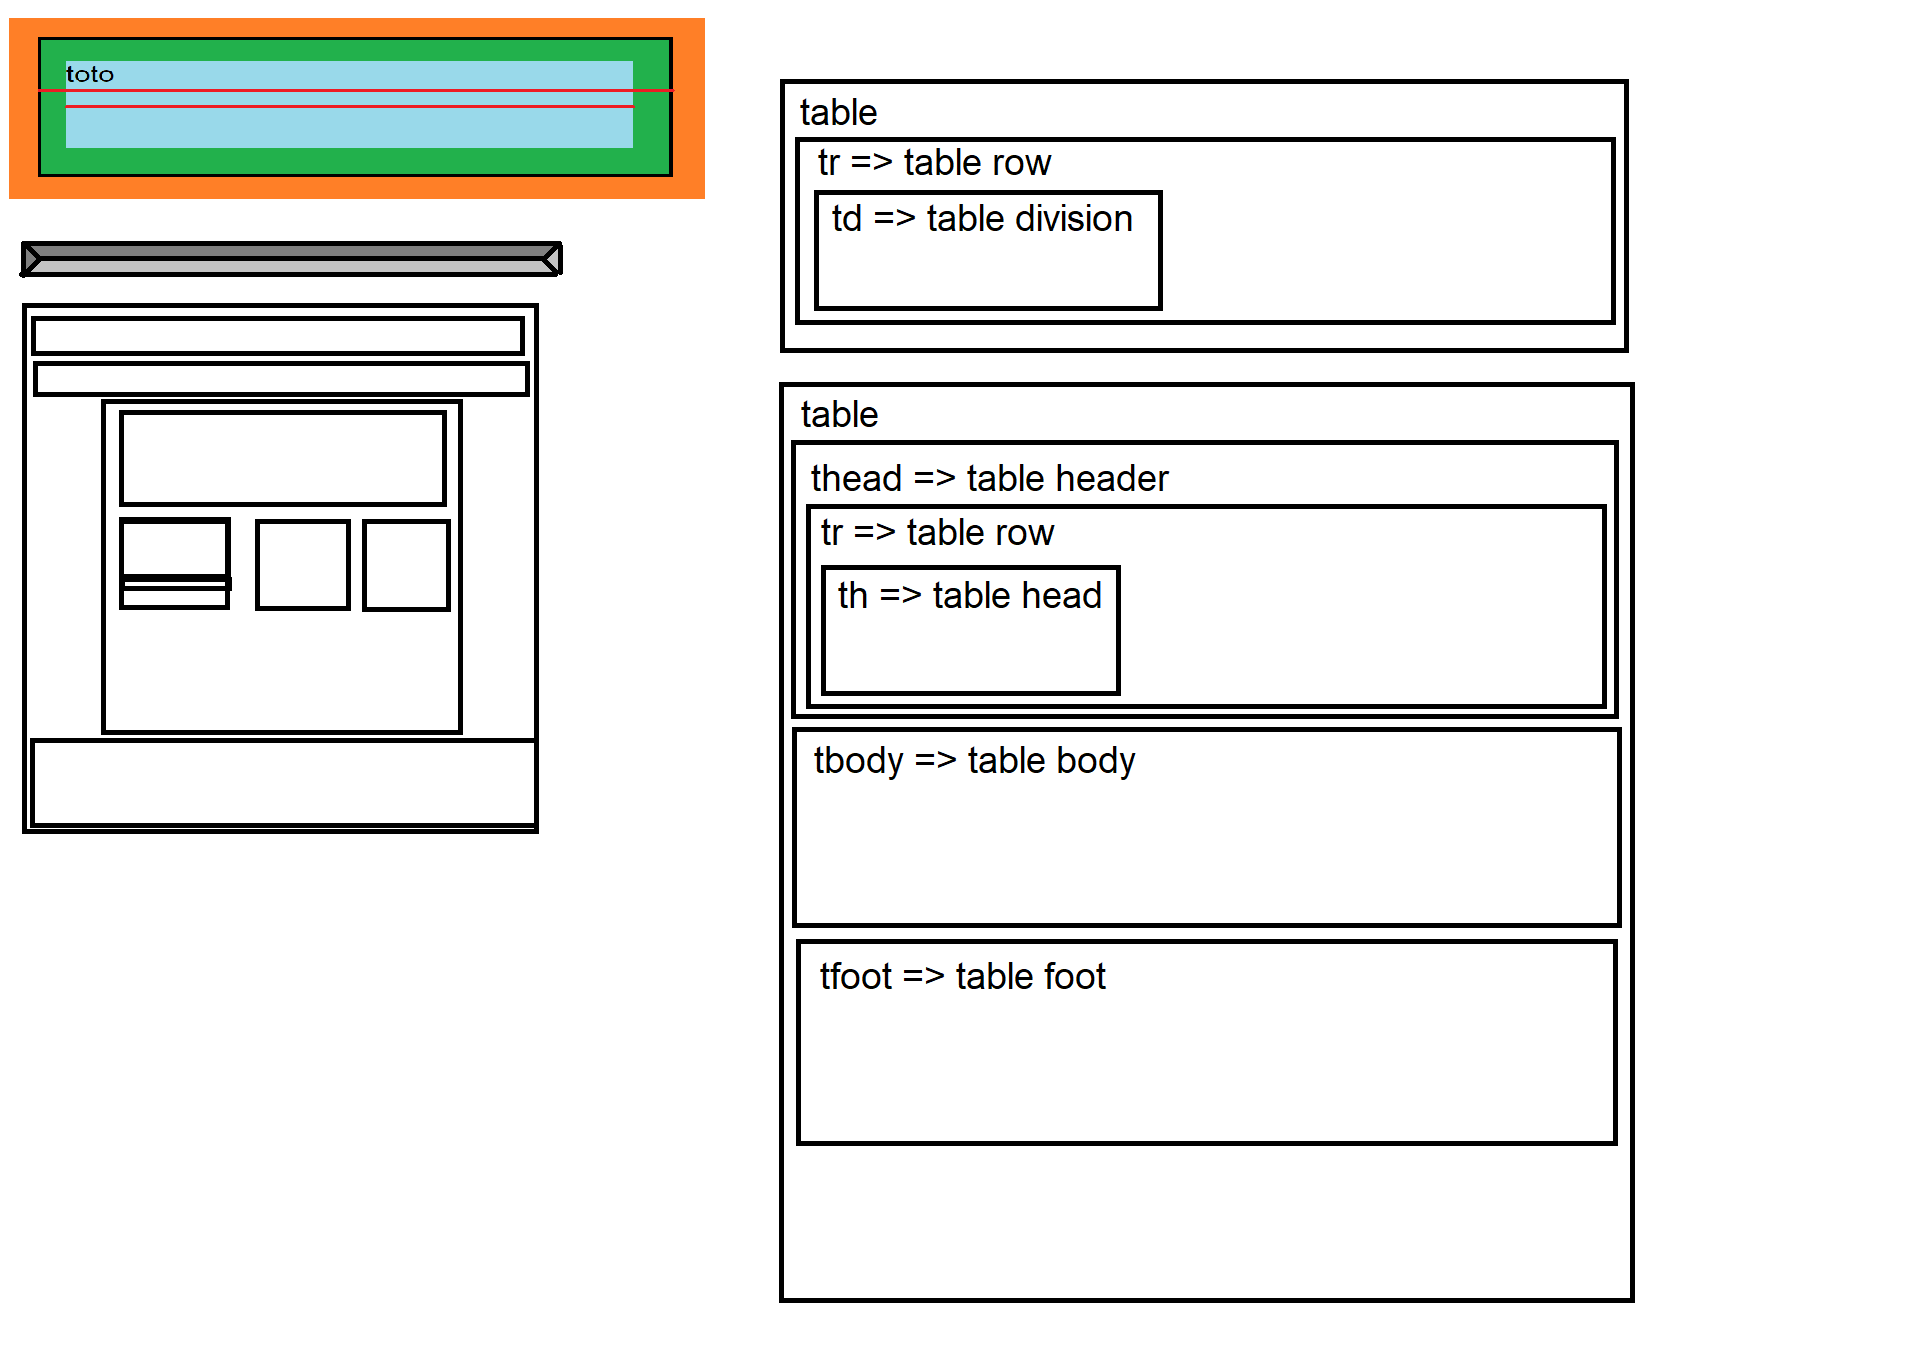 toto
table
tr => table row
td => table division
table
thead => table header
tr => table row
th => table head
tbody => table body
tfoot => table foot